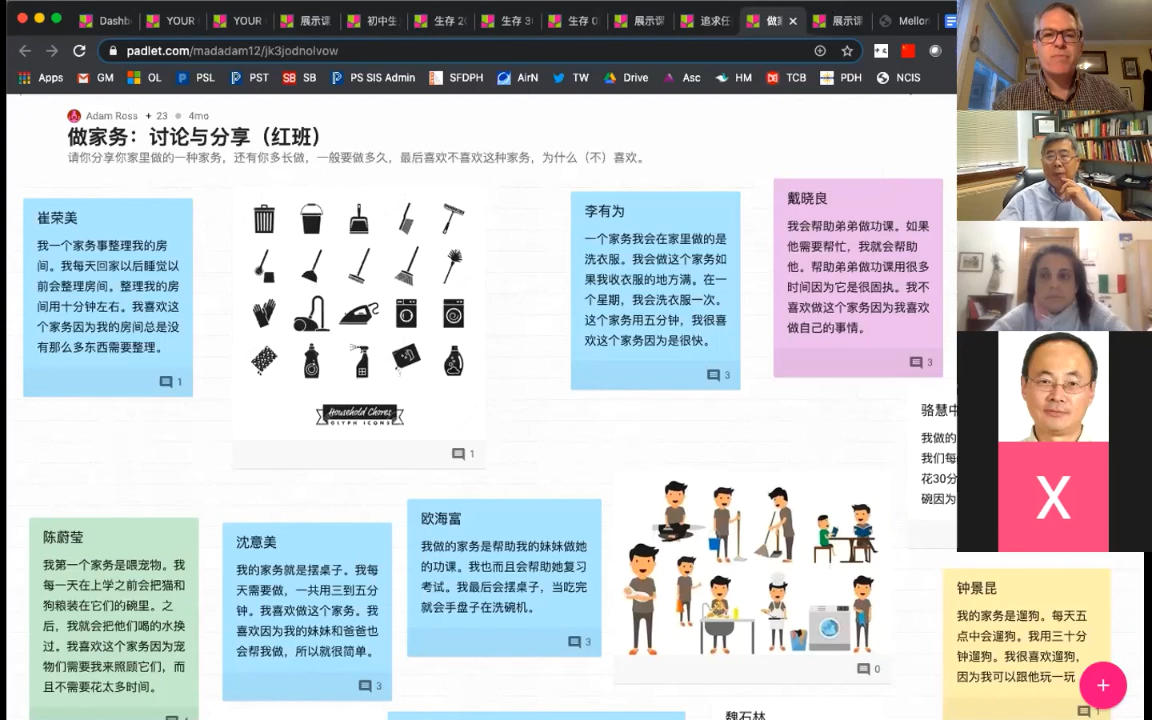 Dashb
YOUR
YOUR
展示课
初中生
生存 2
生存 3
生存 0
展示课
追求任
做
展示课
Mellon
padlet.com/madadam12/jk3jodnolvow
Apps
GM
OL
PSL
PST
SB
PS SIS Admin
SFDPH
AirN
TW
Drive
Asc
HM
TCB
PDH
NCIS
Adam Ross + 23 4mo
做家务：讨论与分享（红班）
请你分享你家里做的一种家务，还有你多长做，一般要做多久，最后喜欢不喜欢这种家务，为什么（不）喜欢。
崔荣美
我一个家务事整理我的房
间。我每天回家以后睡觉以
前会整理房间。整理我的房
间用十分钟左右。我喜欢这
个家务因为我的房间总是没
有那么多东西需要整理。
1
Household Chores
GLYPH ICONS
1
李有为
一个家务我会在家里做的是
洗衣服。我会做这个家务如
果我收衣服的地方满。在一
个星期，我会洗衣服一次。
这个家务用五分钟，我很喜
欢这个家务因为是很快。
3
戴晓良
我会帮助弟弟做功课。如果
他需要帮忙，我就会帮助
他。帮助弟弟做功课用很多
时间因为它是很固执。我不
喜欢做这个家务因为我喜欢
做自己的事情。
3
骆慧中
我做的
我们每
花30分
碗因为
陈蔚莹
我第一个家务是喂宠物。我
每一天在上学之前会把猫和
狗粮装在它们的碗里。之
后，我就会把他们喝的水换
过。我喜欢这个家务因为宠
物们需要我来照顾它们，而
且不需要花太多时间。
沈意美
我的家务就是摆桌子。我每
天需要做，一共用三到五分
钟。我喜欢做这个家务。我
喜欢因为我的妹妹和爸爸也
会帮我做，所以就很简单。
3
欧海富
我做的家务是帮助我的妹妹做她
的功课。我也而且会帮她复习
考试。我最后会摆桌子，当吃完
就会手盘子在洗碗机。
3
0
钟景昆
我的家务是遛狗。每天五
点中会遛狗。我用三十分
钟遛狗。我很喜欢遛狗，
因为我可以跟他玩一玩
魏石林
X